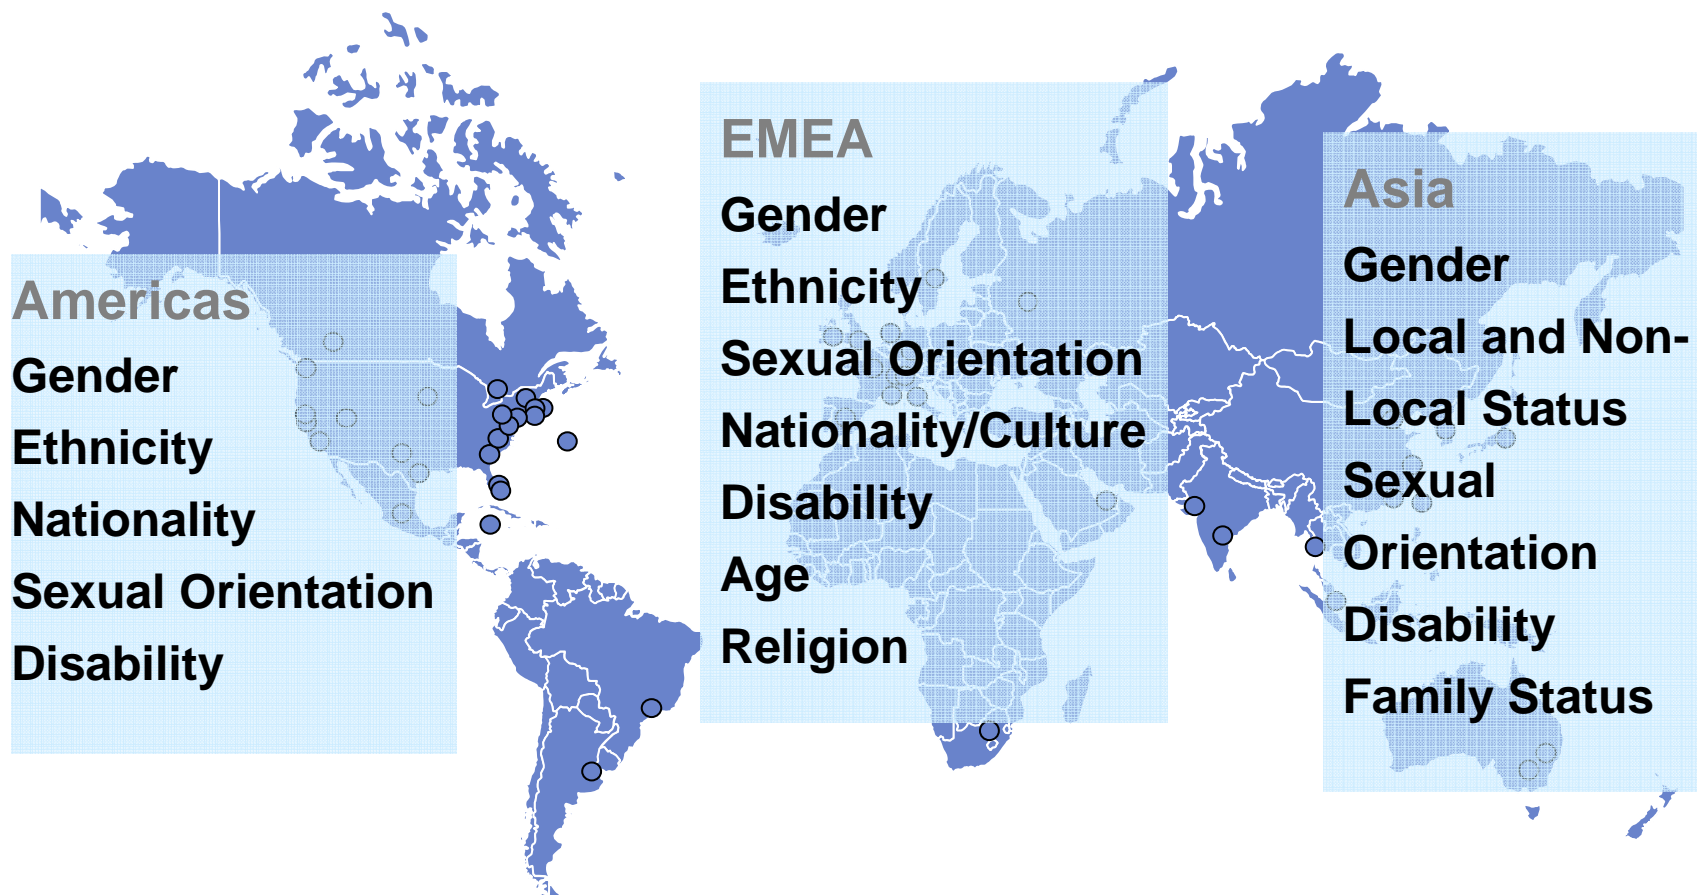 Americas
Gender
Ethnicity
Nationality
Sexual Orientation
Disability
EMEA
Gender
Ethnicity
Sexual Orientation
Nationality/Culture
Disability
Age
Religion
Asia
Gender
Local and Non-
Local Status
Sexual
Orientation
Disability
Family Status